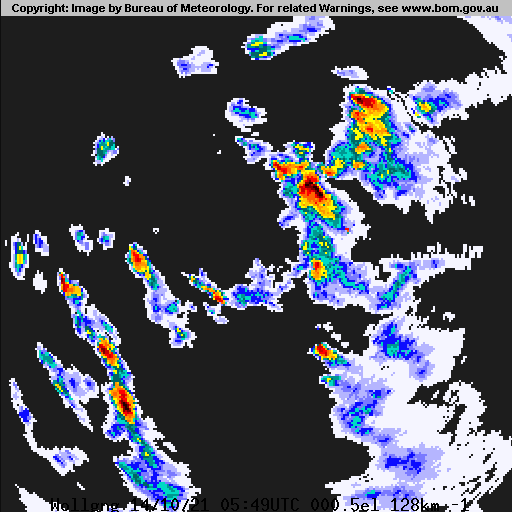 Copyright: Image by Bureau of Meteorology. For related Warnings, see www.bom.gov.au
Wollong 14/10/21 05:49UTC 000.5el 128km -1